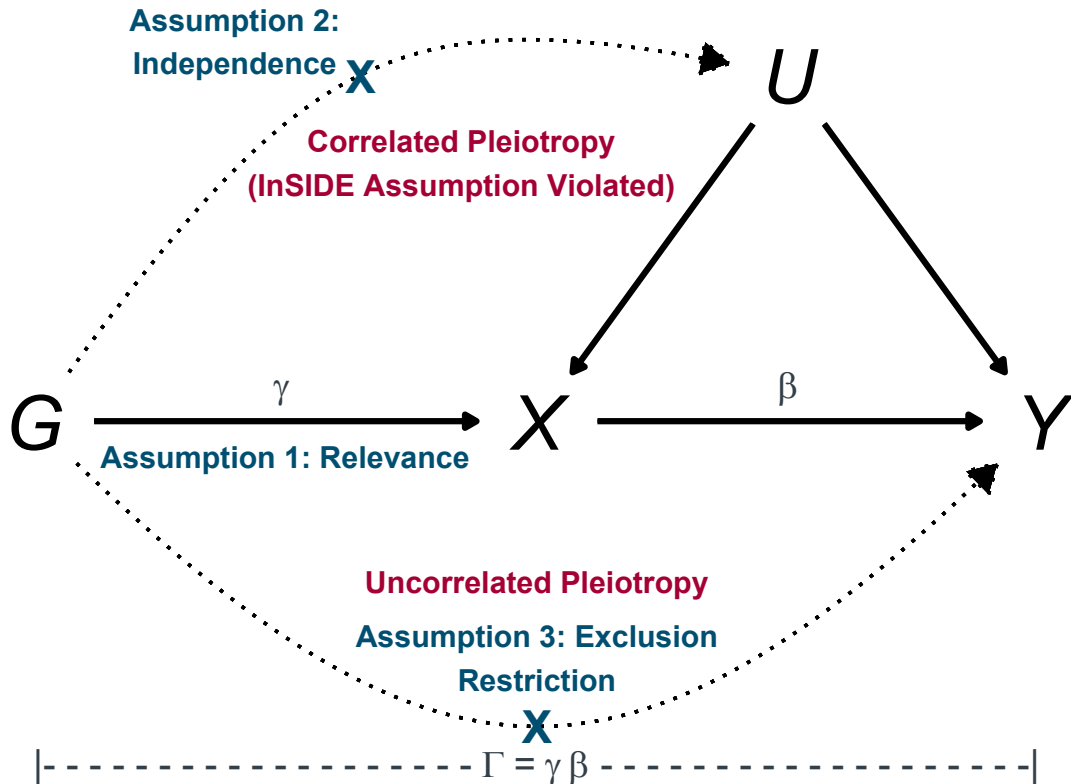 Assumption 2:
Independence
X
U
Correlated Pleiotropy
(InSIDE Assumption Violated)
γ
β
G
X
Y
Assumption 1: Relevance
Uncorrelated Pleiotropy
Assumption 3: Exclusion
Restriction
X
Γ = γ β